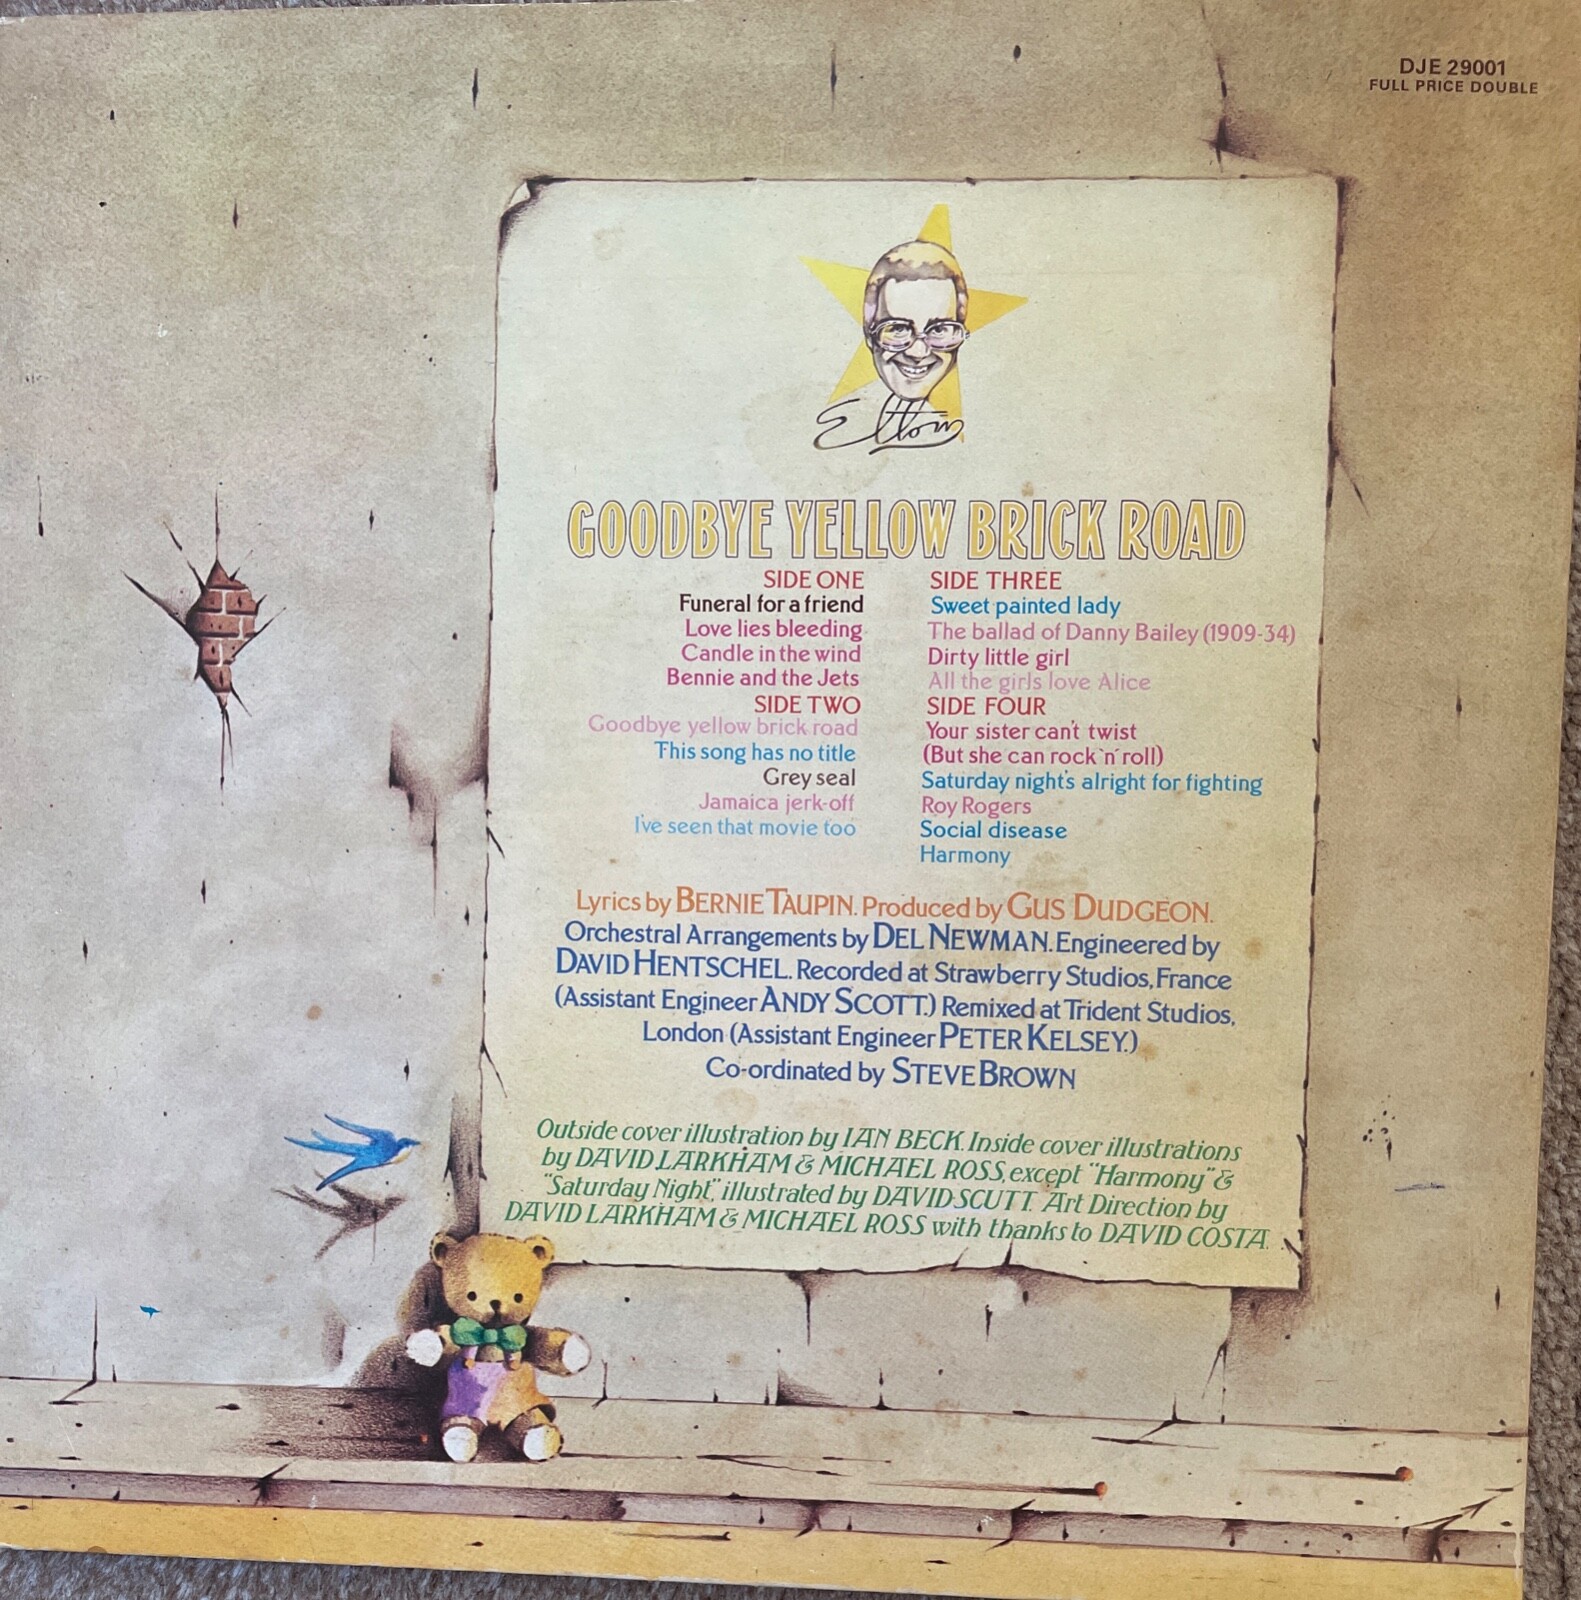 DJE 29001
FULL PRICE DOUBLE
Elton
GOODBYE YELLOW BRICK ROAD
SIDE ONE
Funeral for a friend
Love lies bleeding
Candle in the wind
Bennie and the Jets
SIDE TWO
Goodbye yellow brick road
This song has no title
Grey seal
Jamaica jerk-off
I've seen that movie too
SIDE THREE
Sweet painted lady
The ballad of Danny Bailey (1909-34)
Dirty little girl
All the girls love Alice
SIDE FOUR
Your sister can't twist
(But she can rock 'n' roll)
Saturday night's alright for fighting
Roy Rogers
Social disease
Harmony
Lyrics by BERNIE TAUPIN. Produced by GUS DUDGEON.
Orchestral Arrangements by DEL NEWMAN. Engineered by
DAVID HENTSCHEL. Recorded at Strawberry Studios, France
(Assistant Engineer ANDY SCOTT.) Remixed at Trident Studios,
London (Assistant Engineer PETER KELSEY.)
Co-ordinated by STEVE BROWN
Outside cover illustration by IAN BECK. Inside cover illustrations
by DAVID LARKHAM & MICHAEL ROSS, except "Harmony" &
"Saturday Night", illustrated by DAVID SCUTT. Art Direction by
DAVID LARKHAM & MICHAEL ROSS with thanks to DAVID COSTA.